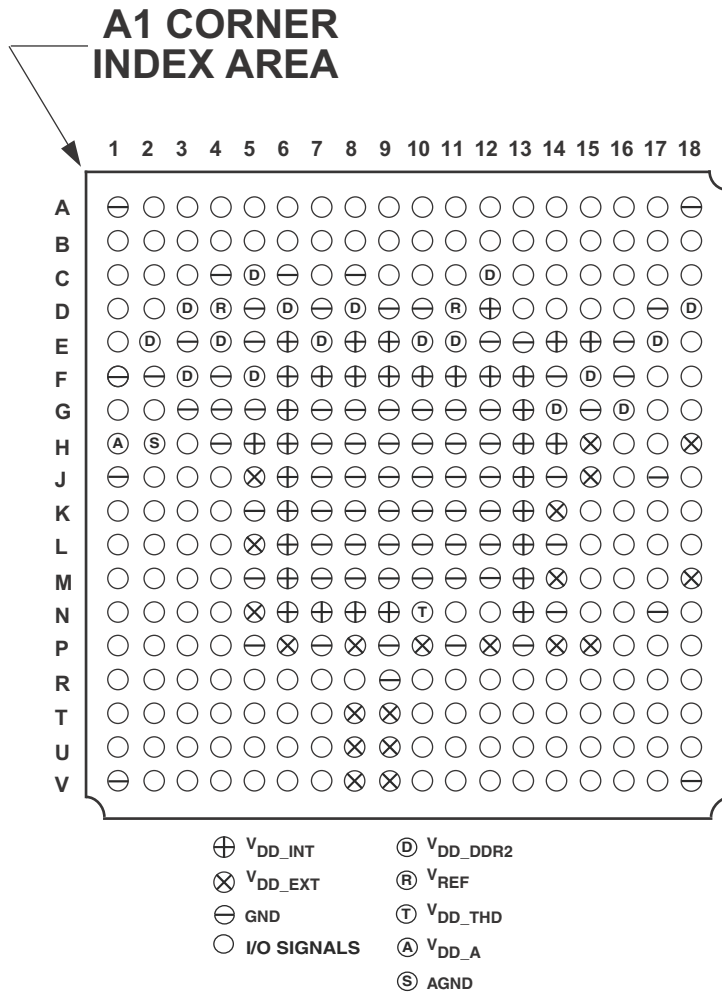 A1 CORNER
INDEX AREA
1 2 3 4 5 6 7 8 9 10 11 12 13 14 15 16 17 18
A
B
C D D
D D R D D R D
E D D D D D D
F D D D
G D D
H A S
J
K
L
M
N T
P
R
T
U
V
VDD_INT D VDD_DDR2
VDD_EXT R VREF
GND T VDD_THD
I/O SIGNALS A VDD_A
S AGND